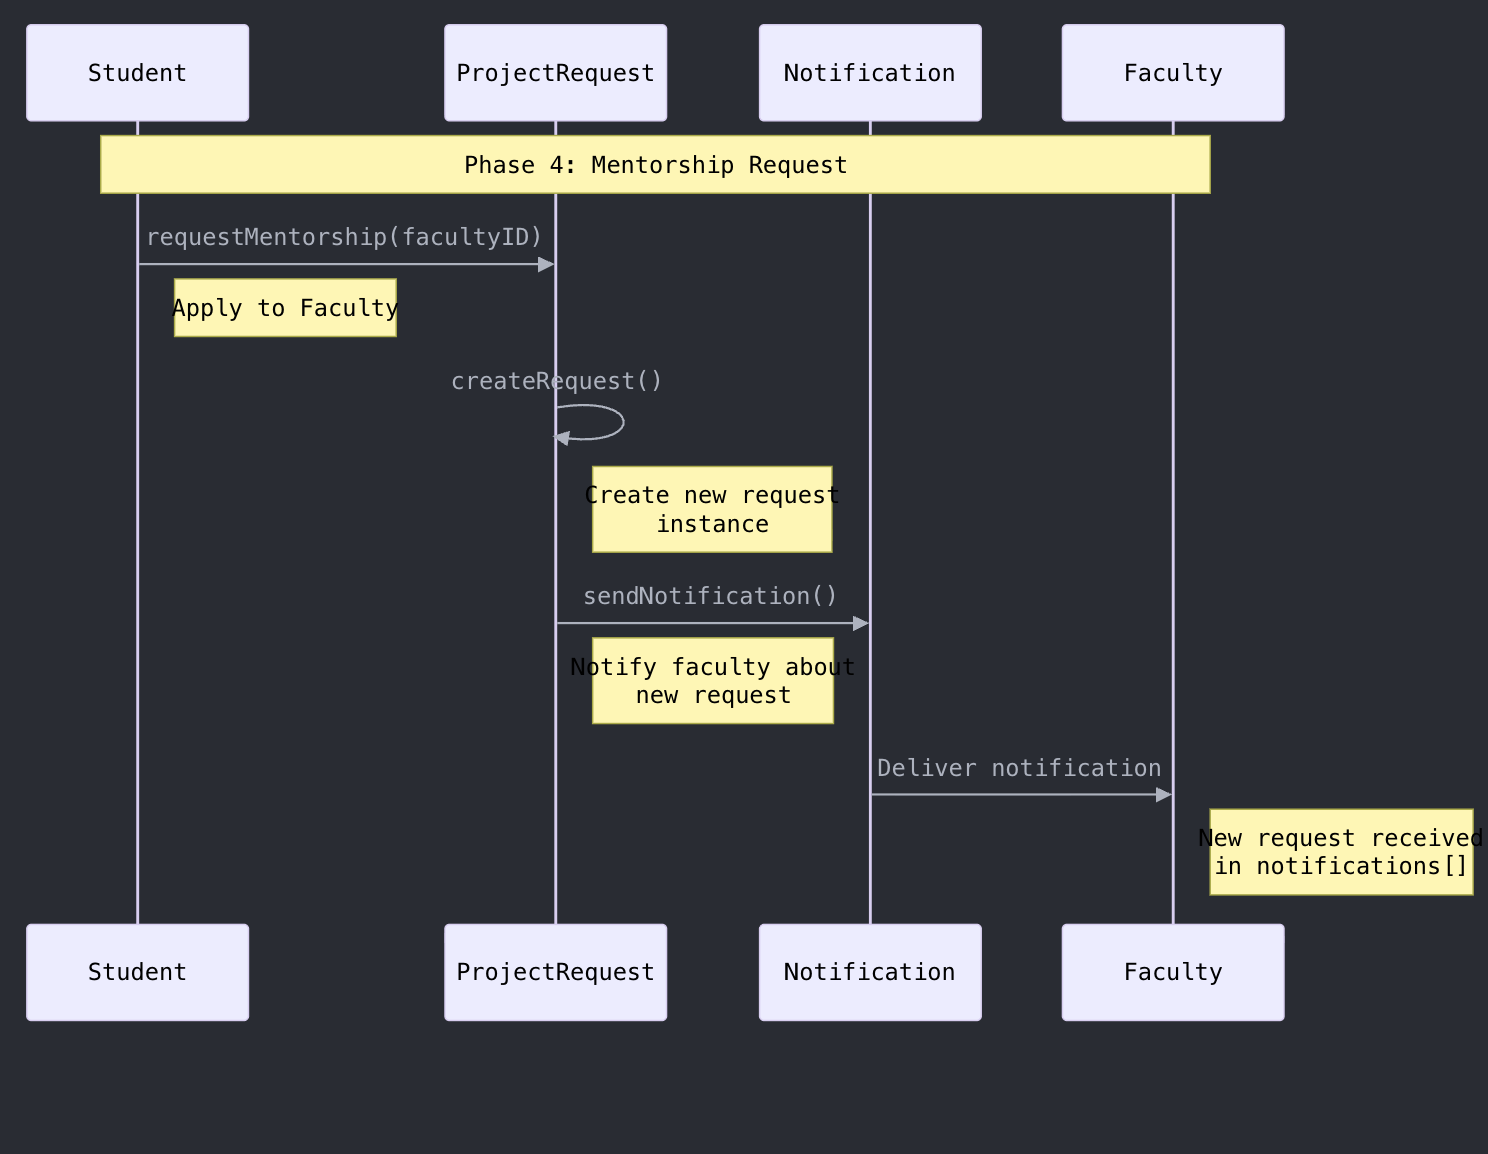 Student
ProjectRequest
Notification
Faculty
Phase 4: Mentorship Request
requestMentorship(facultyID)
Apply to Faculty
createRequest()
Create new request
instance
sendNotification()
Notify faculty about
new request
Deliver notification
New request received
in notifications[]
Student
ProjectRequest
Notification
Faculty